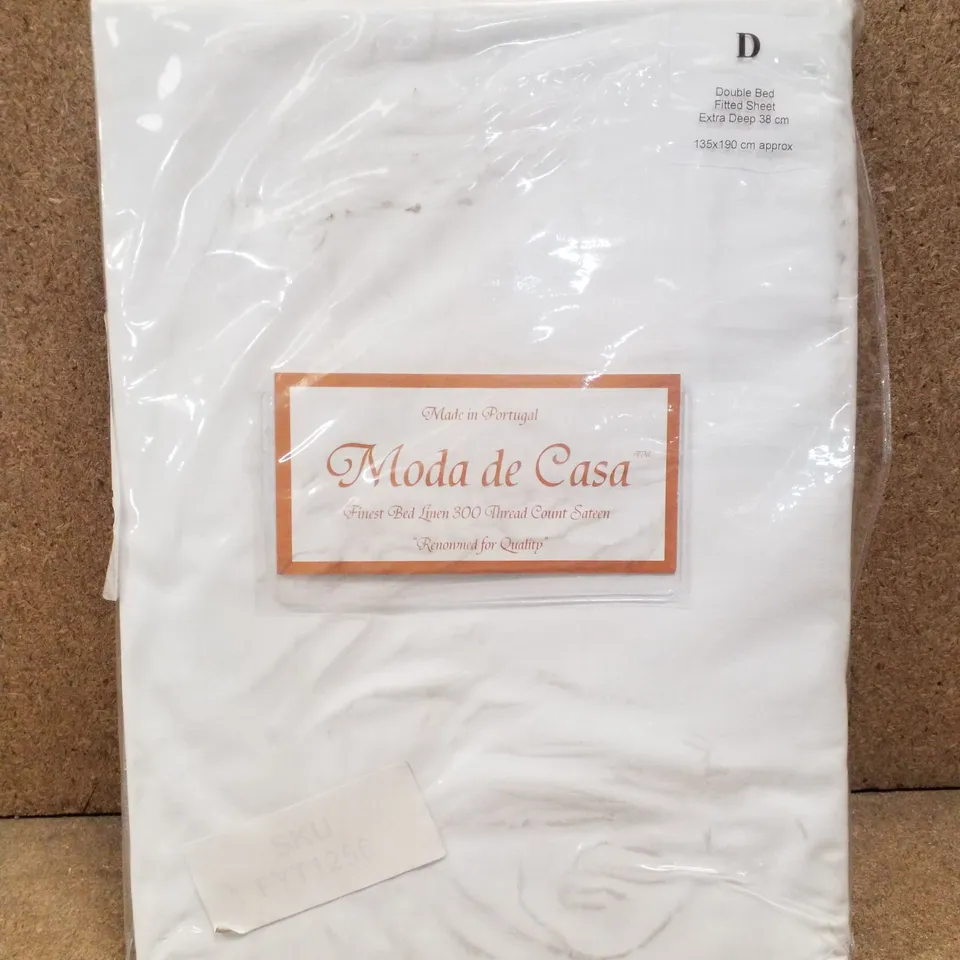 D
Double Bed
Fitted Sheet
Extra Deep 38 cm
135x190 cm approx
Made in Portugal
Moda de Casa™
Finest Bed Linen 300 Thread Count Sateen
"Renowned for Quality"
SKU